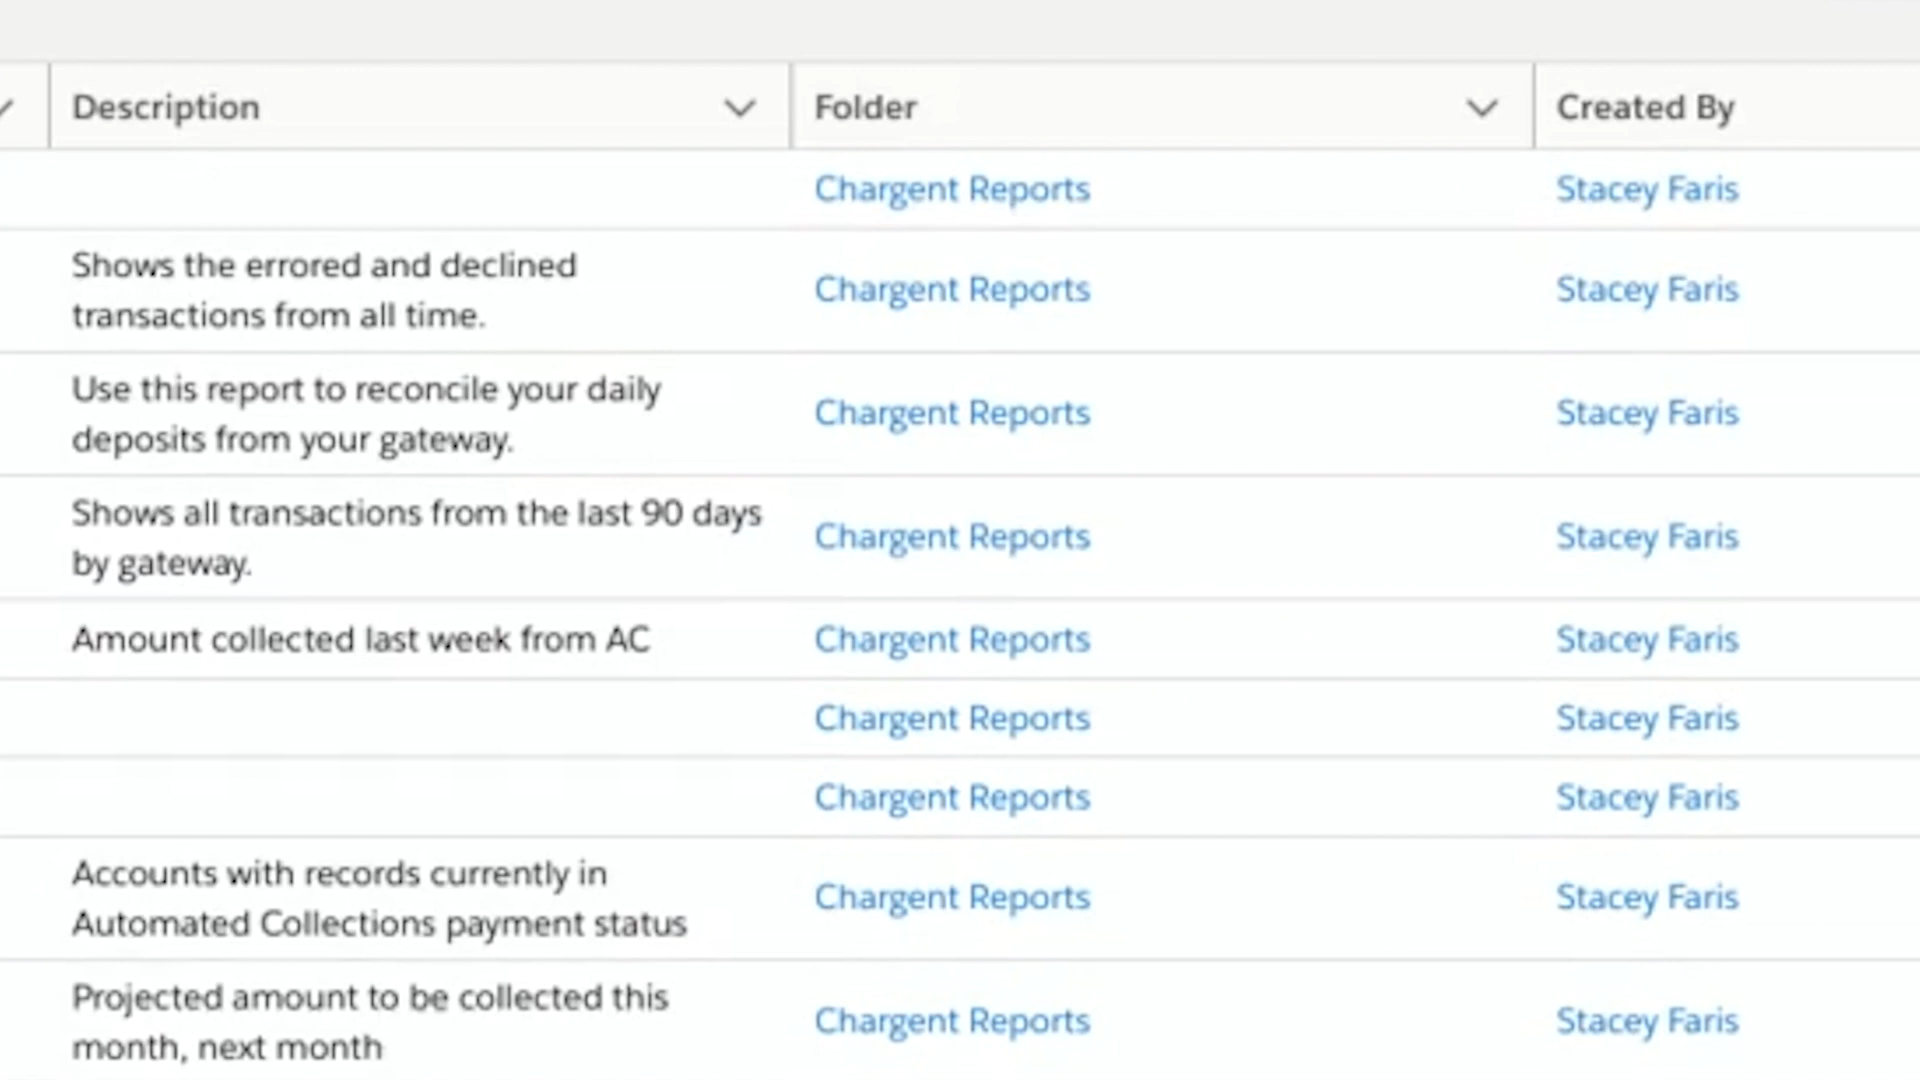 Description Folder Created By
Chargent Reports Stacey Faris
Shows the errored and declined
transactions from all time.
Chargent Reports Stacey Faris
Use this report to reconcile your daily
deposits from your gateway.
Chargent Reports Stacey Faris
Shows all transactions from the last 90 days
by gateway.
Chargent Reports Stacey Faris
Amount collected last week from AC Chargent Reports Stacey Faris
Chargent Reports Stacey Faris
Chargent Reports Stacey Faris
Accounts with records currently in
Automated Collections payment status
Chargent Reports Stacey Faris
Projected amount to be collected this
month, next month
Chargent Reports Stacey Faris